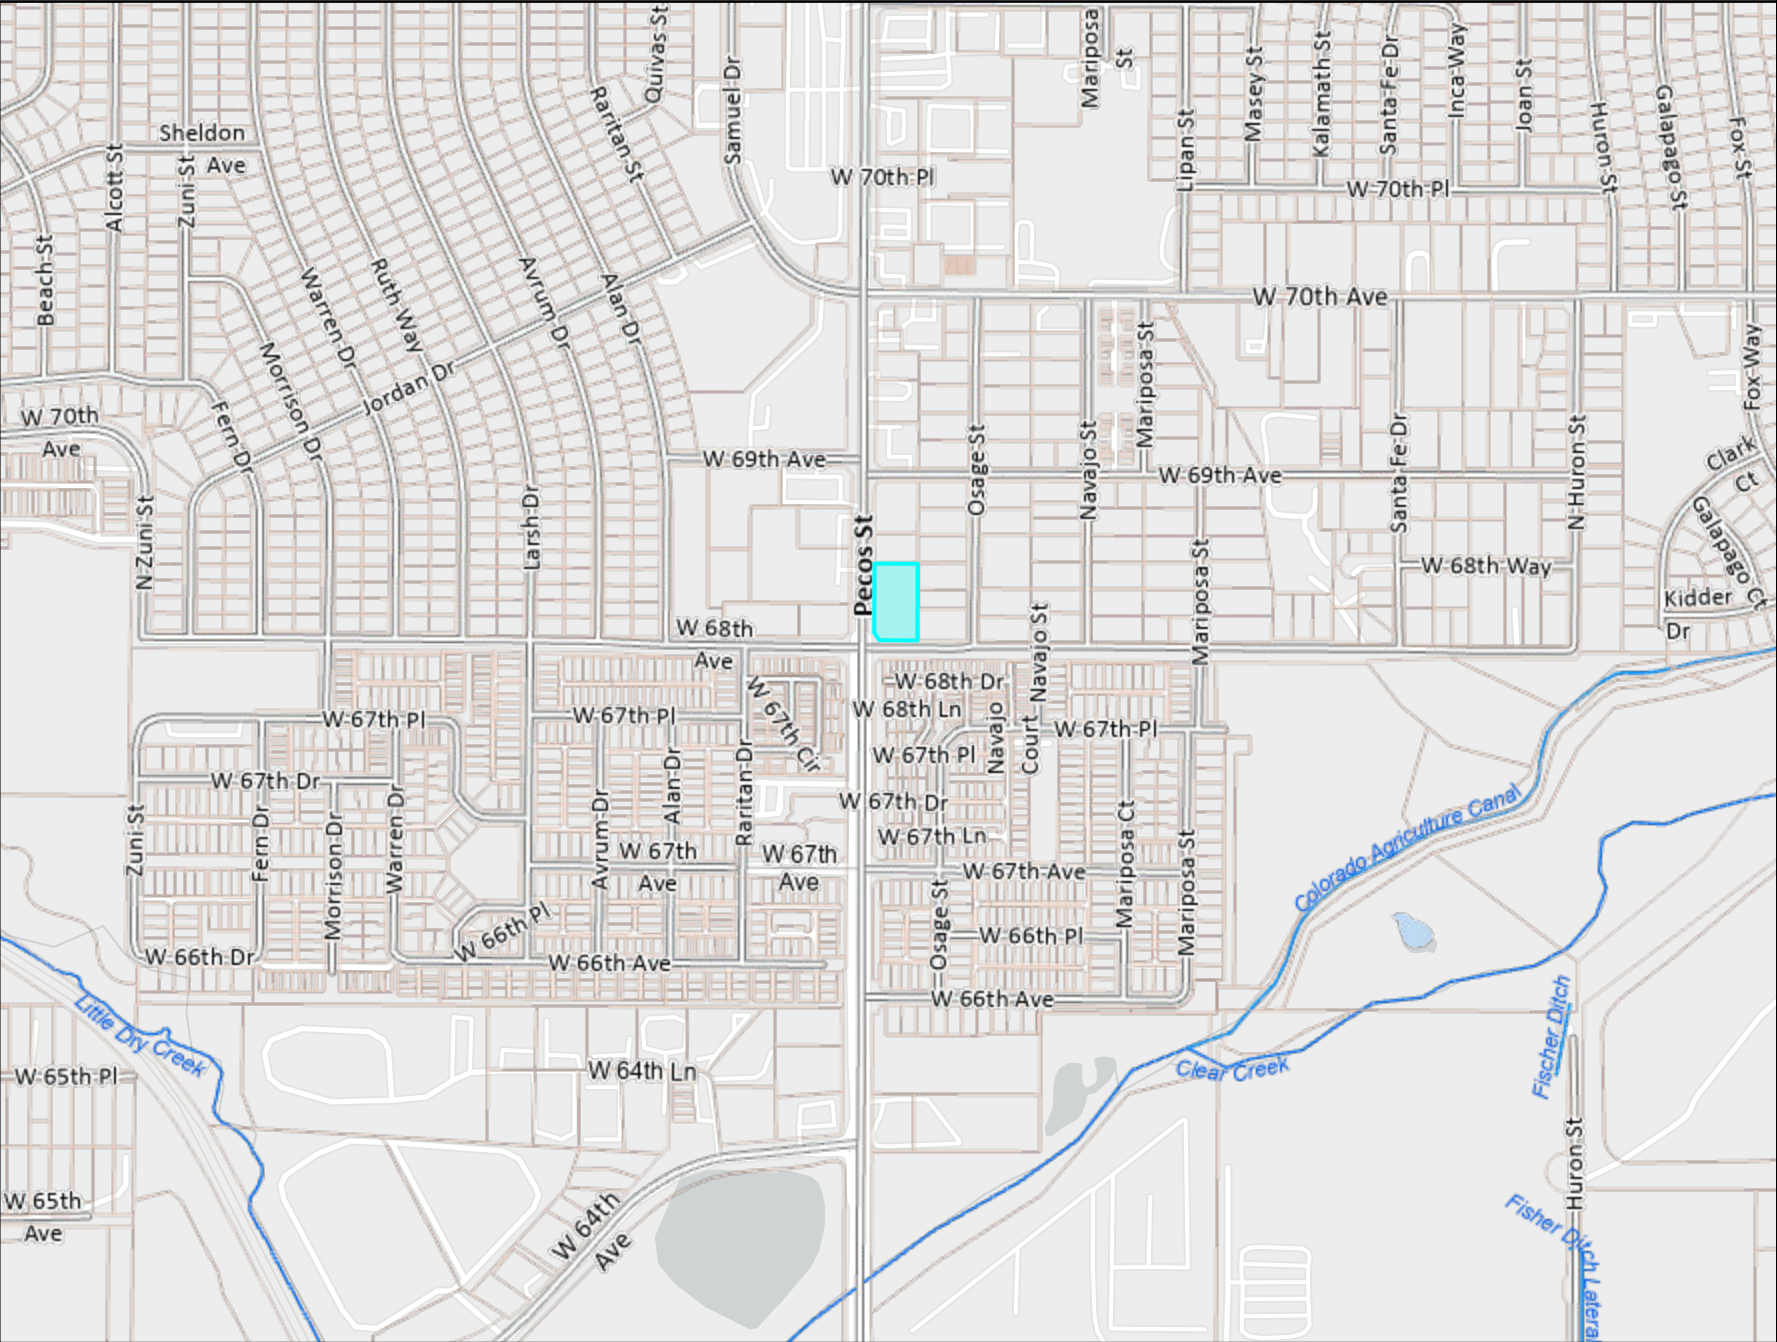 Quivas St
Samuel Dr
Mariposa
St
Masey St
Kalamath St
Santa Fe Dr
Inca Way
Joan St
Huron St
Galapago St
Fox St
Sheldon
Ave
Alcott St
Zuni St
Raritan St
Lipan St
W 70th Pl
W 70th Pl
Beach St
Warren Dr
Ruth Way
Avrum Dr
Alan Dr
W 70th Ave
Morrison Dr
Jordan Dr
Mariposa St
Fox Way
W 70th
Ave
Fern Dr
W 69th Ave
Osage St
Navajo St
W 69th Ave
Santa Fe Dr
N Huron St
Clark
Ct
N Zuni St
Larsh Dr
Pecos St
Mariposa St
W 68th Way
Galapago Ct
Kidder
Dr
W 68th
Ave
Navajo St
W 68th Dr
W 67th Cir
W 68th Ln
Navajo
Court
W 67th Pl
W 67th Pl
W 67th Pl
W 67th Pl
W 67th Dr
Zuni St
Fern Dr
Morrison Dr
Warren Dr
Avrum Dr
Alan Dr
Raritan Dr
W 67th Dr
W 67th Ln
Mariposa Ct
Mariposa St
Colorado Agriculture Canal
W 67th
Ave
W 67th
Ave
W 67th Ave
Osage St
W 66th Pl
W 66th Pl
W 66th Dr
W 66th Ave
W 66th Ave
Little Dry Creek
W 65th Pl
W 64th Ln
Clear Creek
Fischer Ditch
Huron St
W 65th
Ave
W 64th
Ave
Fisher Ditch Lateral